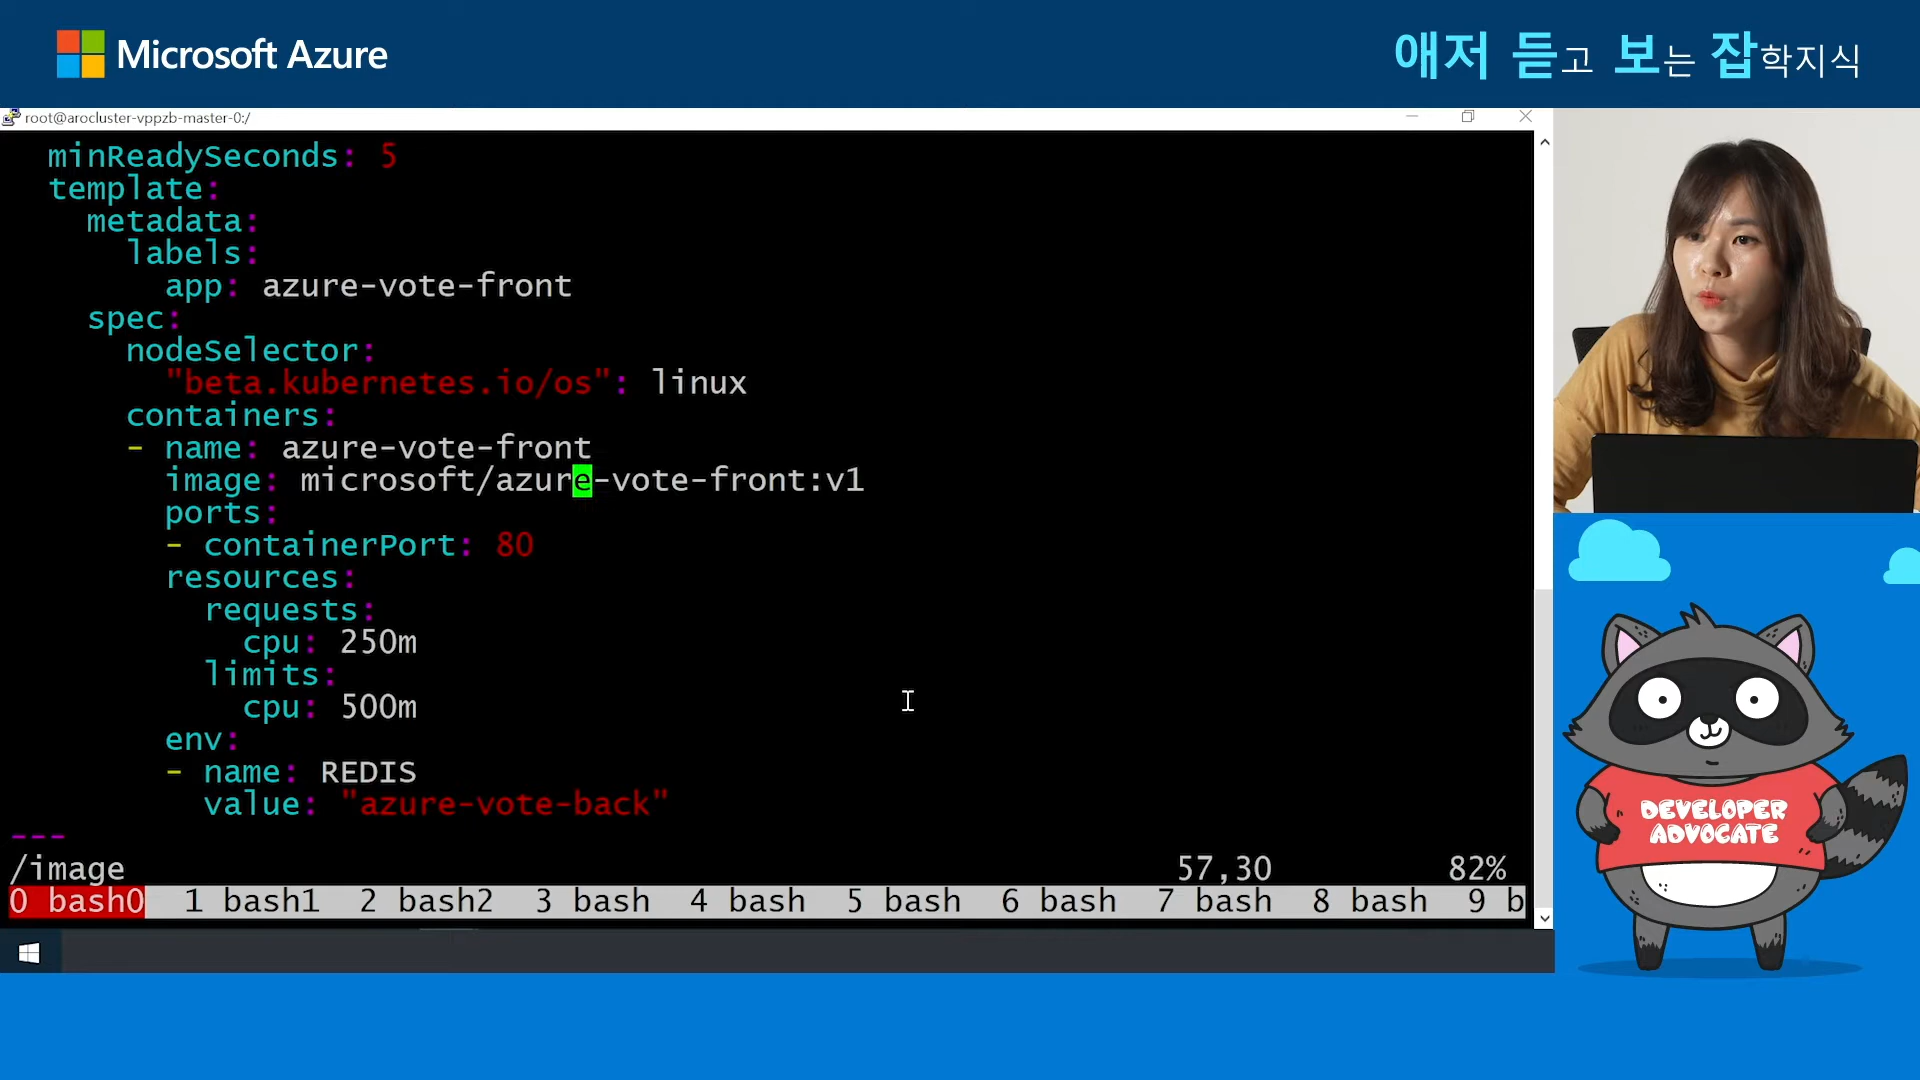 Microsoft Azure
애저 듣고 보는 잡학지식
root@arocluster-vppzb-master-0:/
minReadySeconds: 5
template:
metadata:
labels:
app: azure-vote-front
spec:
nodeSelector:
"beta.kubernetes.io/os": linux
containers:
- name: azure-vote-front
image: microsoft/azure-vote-front:v1
ports:
- containerPort: 80
resources:
requests:
cpu: 250m
limits:
cpu: 500m
env:
- name: REDIS
value: "azure-vote-back"
---
/image 57,30 82%
0 bash0 1 bash1 2 bash2 3 bash 4 bash 5 bash 6 bash 7 bash 8 bash 9 b
DEVELOPER
ADVOCATE